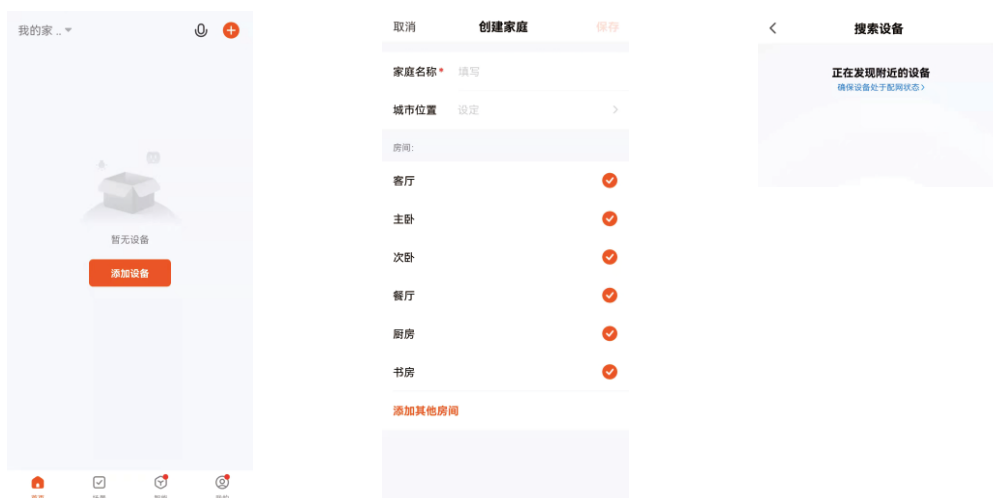 我的家 ..
暂无设备
添加设备
取消 创建家庭 保存
家庭名称* 填写
城市位置 设定
房间:
客厅
主卧
次卧
餐厅
厨房
书房
添加其他房间
搜索设备
正在发现附近的设备
确保设备处于配网状态>